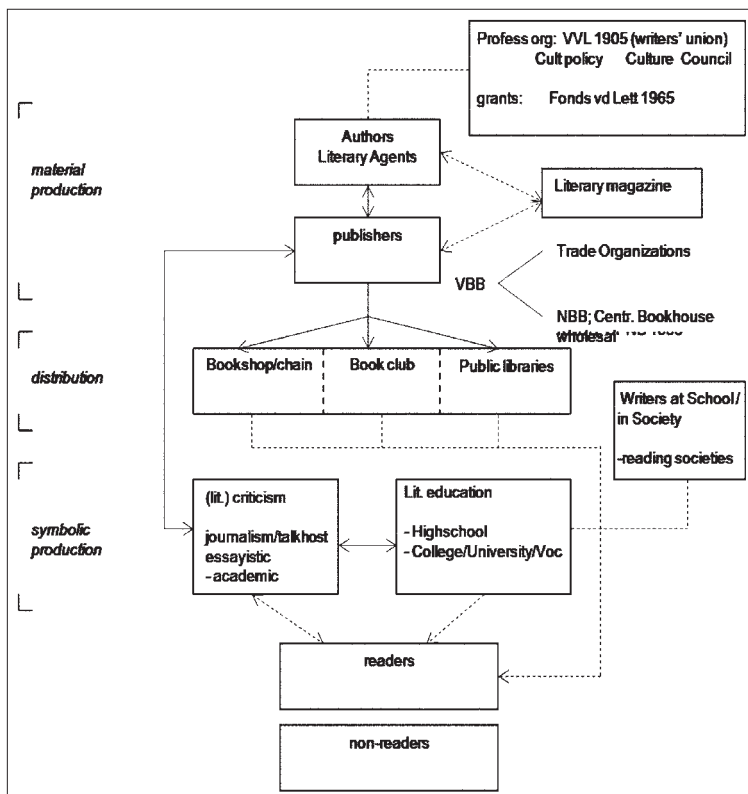 Profess org: VVL 1905 (writers' union)
Cult policy Culture Council
grants: Fonds vd Lett 1965
material
production
Authors
Literary Agents
Literary magazine
publishers
Trade Organizations
VBB
NBB; Centr. Bookhouse
wholesal
distribution
Bookshop/chain
Book club
Public libraries
Writers at School/
in Society
-reading societies
symbolic
production
(lit.) criticism
journalism/talkhost
essayistic
- academic
Lit. education
- Highschool
- College/University/Voc
readers
non-readers